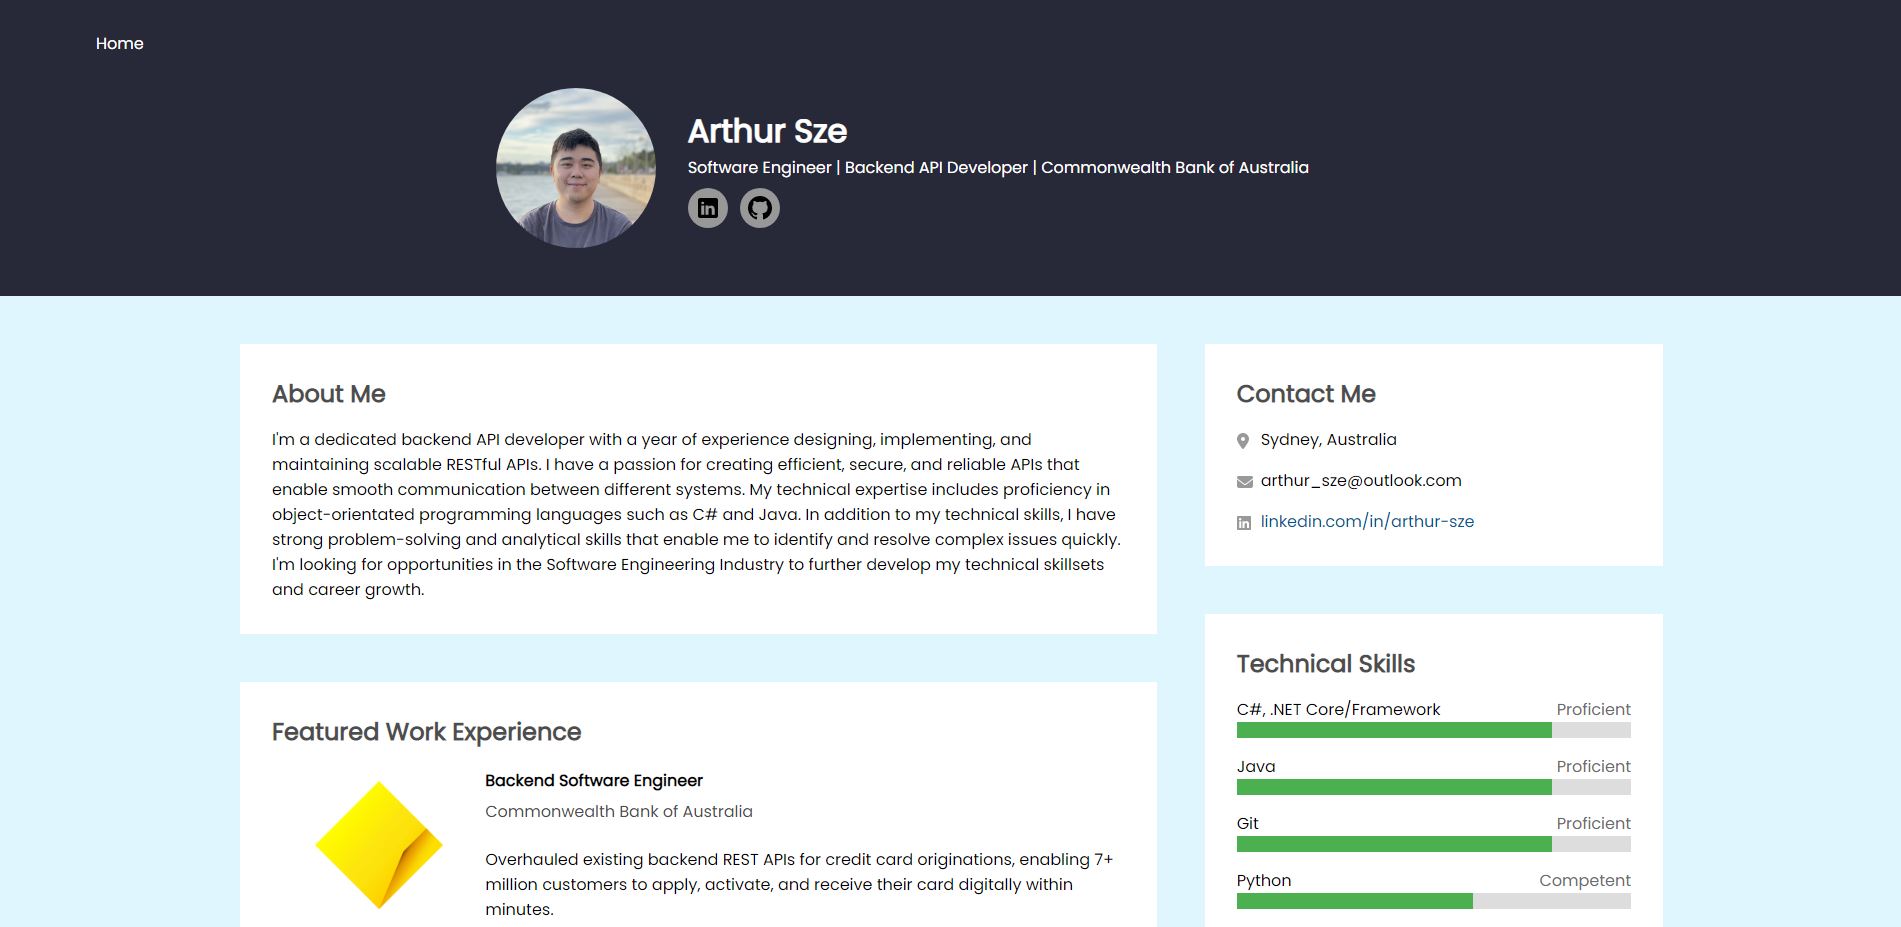 Home
Arthur Sze
Software Engineer | Backend API Developer | Commonwealth Bank of Australia
About Me
I'm a dedicated backend API developer with a year of experience designing, implementing, and
maintaining scalable RESTful APIs. I have a passion for creating efficient, secure, and reliable APIs that
enable smooth communication between different systems. My technical expertise includes proficiency in
object-orientated programming languages such as C# and Java. In addition to my technical skills, I have
strong problem-solving and analytical skills that enable me to identify and resolve complex issues quickly.
I'm looking for opportunities in the Software Engineering Industry to further develop my technical skillsets
and career growth.
Featured Work Experience
Backend Software Engineer
Commonwealth Bank of Australia
Overhauled existing backend REST APIs for credit card originations, enabling 7+
million customers to apply, activate, and receive their card digitally within
minutes.
Contact Me
Sydney, Australia
arthur_sze@outlook.com
linkedin.com/in/arthur-sze
Technical Skills
C#, .NET Core/Framework Proficient
Java Proficient
Git Proficient
Python Competent